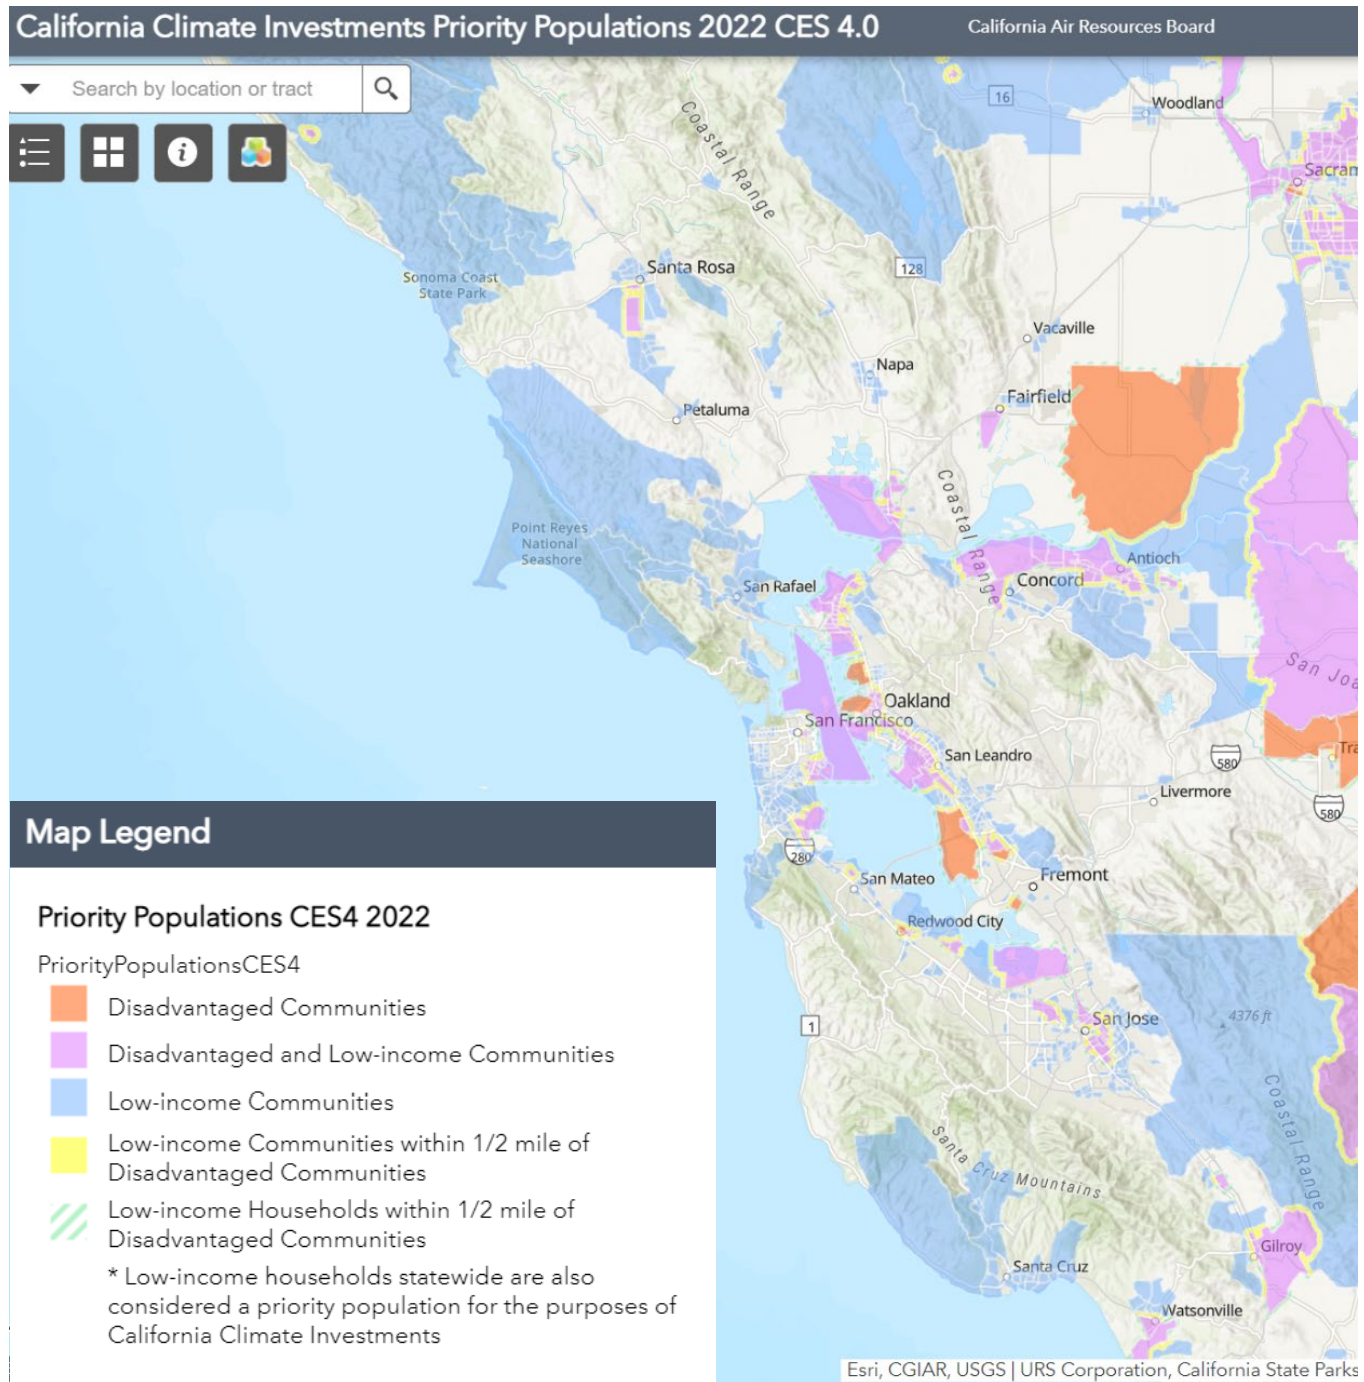 California Climate Investments Priority Populations 2022 CES 4.0
California Air Resources Board
Search by location or tract
16
Woodland
Coastal Range
Sacram
Sonoma Coast
State Park
Santa Rosa
128
Vacaville
Napa
Fairfield
Petaluma
Coastal Range
Point Reyes
National
Seashore
Antioch
San Rafael
Concord
San Joa
Oakland
San Francisco
San Leandro
580
Tra
Livermore
580
Map Legend
280
San Mateo
Fremont
Priority Populations CES4 2022
Redwood City
PriorityPopulationsCES4
Disadvantaged Communities
1
San Jose
4376 ft
Disadvantaged and Low-income Communities
Low-income Communities
Coastal Range
Low-income Communities within 1/2 mile of
Disadvantaged Communities
Santa Cruz Mountains
Low-income Households within 1/2 mile of
Disadvantaged Communities
Gilroy
* Low-income households statewide are also
considered a priority population for the purposes of
California Climate Investments
Santa Cruz
Watsonville
Esri, CGIAR, USGS | URS Corporation, California State Parks